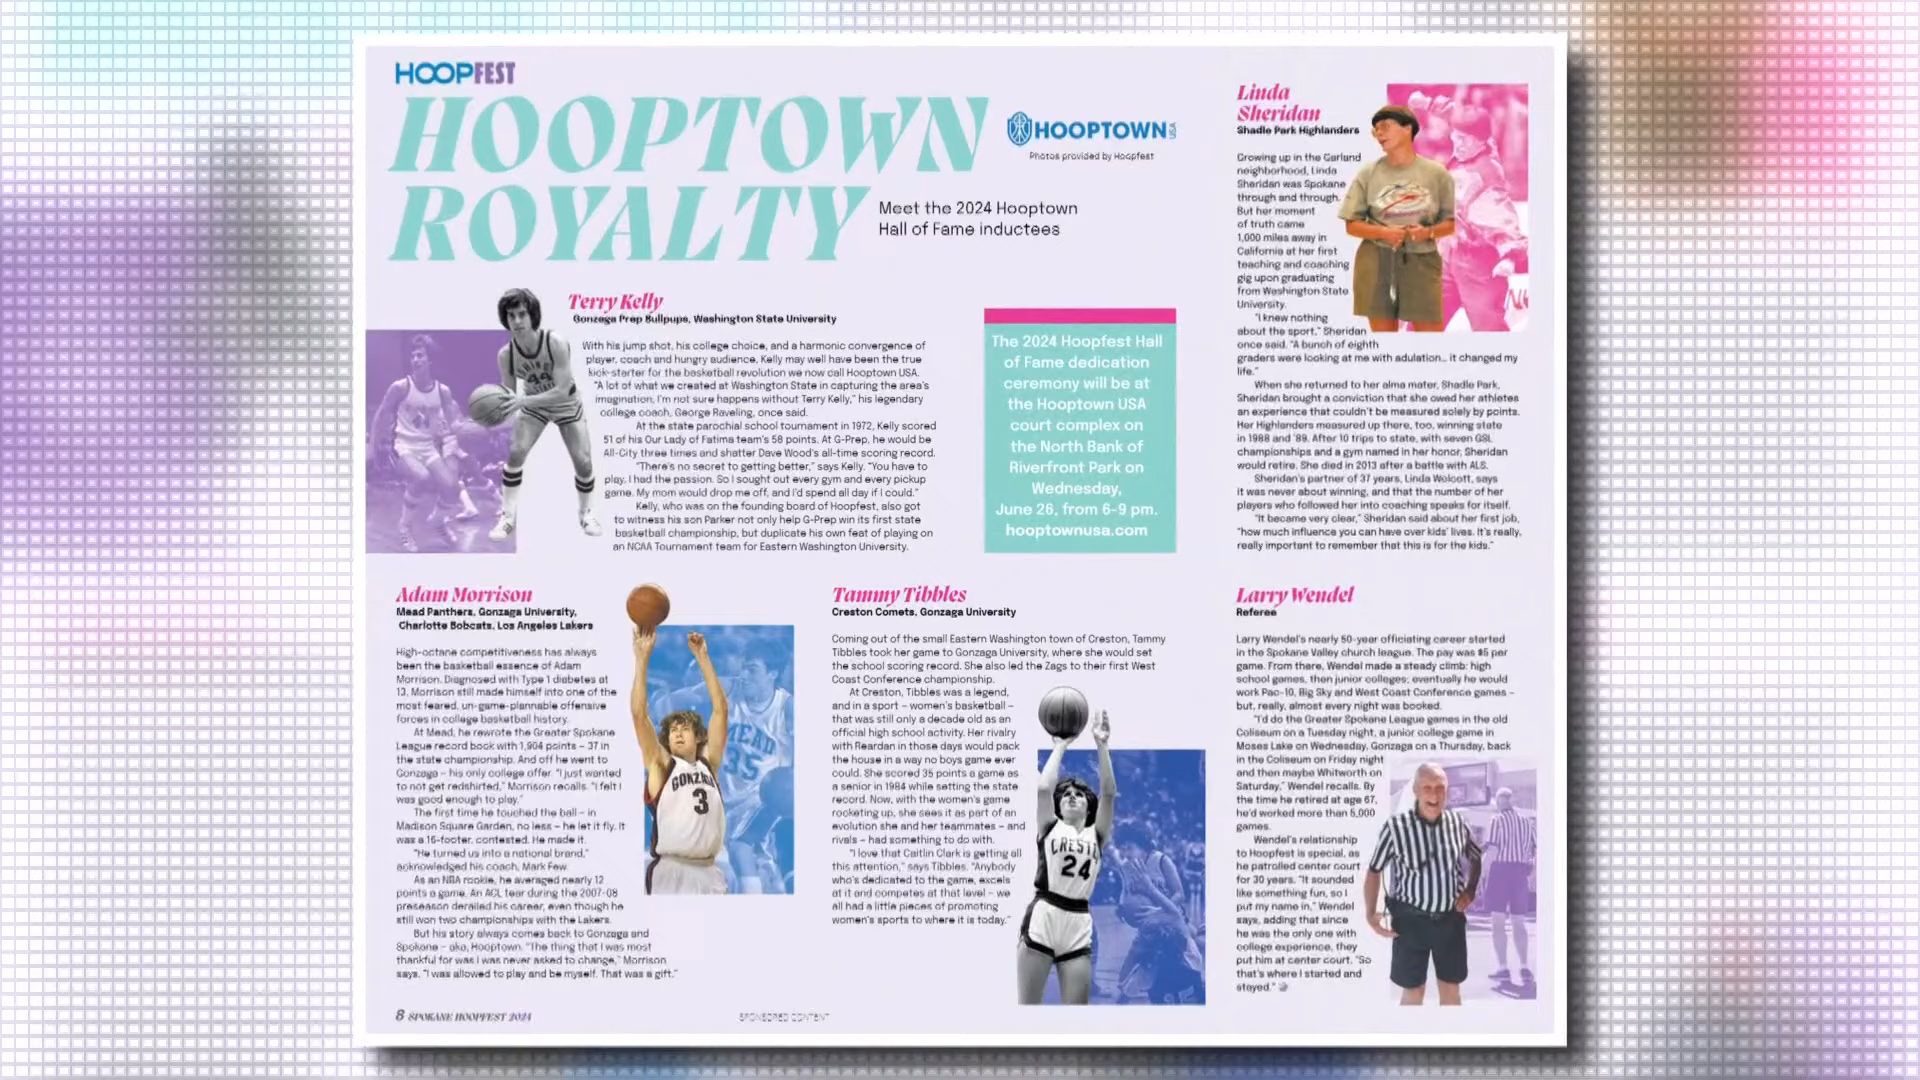 HOOPFEST
HOOPTOWN
ROYALTY
HOOPTOWN USA
Photos provided by Hoopfest
Meet the 2024 Hooptown
Hall of Fame inductees
Terry Kelly
Gonzaga Prep Bullpups, Washington State University
With his jump shot, his college choice, and a harmonic convergence of
player, coach and hungry audience, Kelly may well have been the true
kick-starter for the basketball revolution we now call Hooptown USA.
"A lot of what we created at Washington State in capturing the area's
imagination, I'm not sure happens without Terry Kelly," his legendary
college coach, George Raveling, once said.
At the state parochial school tournament in 1972, Kelly scored
51 of his Our Lady of Fatima team's 58 points. At G-Prep, he would be
All-City three times and shatter Dave Wood's all-time scoring record.
"There's no secret to getting better," says Kelly. "You have to
play. I had the passion. So I sought out every gym and every pickup
game. My mom would drop me off, and I'd spend all day if I could."
Kelly, who was on the founding board of Hoopfest, also got
to witness his son Parker not only help G-Prep win its first state
basketball championship, but duplicate his own feat of playing on
an NCAA Tournament team for Eastern Washington University.
44
The 2024 Hoopfest Hall
of Fame dedication
ceremony will be at
the Hooptown USA
court complex on
the North Bank of
Riverfront Park on
Wednesday,
June 26, from 6-9 pm.
hooptownusa.com
Linda
Sheridan
Shadle Park Highlanders
Growing up in the Garland
neighborhood, Linda
Sheridan was Spokane
through and through.
But her moment
of truth came
1,000 miles away in
California at her first
teaching and coaching
gig upon graduating
from Washington State
University.
"I knew nothing
about the sport," Sheridan
once said. "A bunch of eighth
graders were looking at me with adulation... it changed my
life."
When she returned to her alma mater, Shadle Park,
Sheridan brought a conviction that she owed her athletes
an experience that couldn't be measured solely by points.
Her Highlanders measured up there, too, winning state
in 1988 and '89. After 10 trips to state, with seven GSL
championships and a gym named in her honor, Sheridan
would retire. She died in 2013 after a battle with ALS.
Sheridan's partner of 37 years, Linda Wolcott, says
it was never about winning, and that the number of her
players who followed her into coaching speaks for itself.
"It became very clear," Sheridan said about her first job,
"how much influence you can have over kids' lives. It's really,
really important to remember that this is for the kids."
Adam Morrison
Mead Panthers, Gonzaga University,
Charlotte Bobcats, Los Angeles Lakers
High-octane competitiveness has always
been the basketball essence of Adam
Morrison. Diagnosed with Type 1 diabetes at
13, Morrison still made himself into one of the
most feared, un-game-plannable offensive
forces in college basketball history.
At Mead, he rewrote the Greater Spokane
League record book with 1,904 points – 37 in
the state championship. And off he went to
Gonzaga – his only college offer. "I just wanted
to not get redshirted," Morrison recalls. "I felt I
was good enough to play."
The first time he touched the ball – in
Madison Square Garden, no less – he let it fly. It
was a 16-footer, contested. He made it.
"He turned us into a national brand,"
acknowledged his coach, Mark Few.
As an NBA rookie, he averaged nearly 12
points a game. An ACL tear during the 2007-08
preseason derailed his career, even though he
still won two championships with the Lakers.
But his story always comes back to Gonzaga and
Spokane – aka, Hooptown. "The thing that I was most
thankful for was I was never asked to change," Morrison
says. "I was allowed to play and be myself. That was a gift."
MEAD
35
GONZAGA
3
Tammy Tibbles
Creston Comets, Gonzaga University
Coming out of the small Eastern Washington town of Creston, Tammy
Tibbles took her game to Gonzaga University, where she would set
the school scoring record. She also led the Zags to their first West
Coast Conference championship.
At Creston, Tibbles was a legend,
and in a sport – women's basketball –
that was still only a decade old as an
official high school activity. Her rivalry
with Reardan in those days would pack
the house in a way no boys game ever
could. She scored 35 points a game as
a senior in 1984 while setting the state
record. Now, with the women's game
rocketing up, she sees it as part of an
evolution she and her teammates – and
rivals – had something to do with.
"I love that Caitlin Clark is getting all
this attention," says Tibbles. "Anybody
who's dedicated to the game, excels
at it and competes at that level – we
all had a little pieces of promoting
women's sports to where it is today."
CREST
24
Larry Wendel
Referee
Larry Wendel's nearly 50-year officiating career started
in the Spokane Valley church league. The pay was $5 per
game. From there, Wendel made a steady climb: high
school games, then junior colleges; eventually he would
work Pac-10, Big Sky and West Coast Conference games –
but, really, almost every night was booked.
"I'd do the Greater Spokane League games in the old
Coliseum on a Tuesday night, a junior college game in
Moses Lake on Wednesday, Gonzaga on a Thursday, back
in the Coliseum on Friday night
and then maybe Whitworth on
Saturday," Wendel recalls. By
the time he retired at age 67,
he'd worked more than 5,000
games.
Wendel's relationship
to Hoopfest is special, as
he patrolled center court
for 30 years. "It sounded
like something fun, so I
put my name in," Wendel
says, adding that since
he was the only one with
college experience, they
put him at center court. "So
that's where I started and
stayed."
8 SPOKANE HOOPFEST 2024
SPONSORED CONTENT